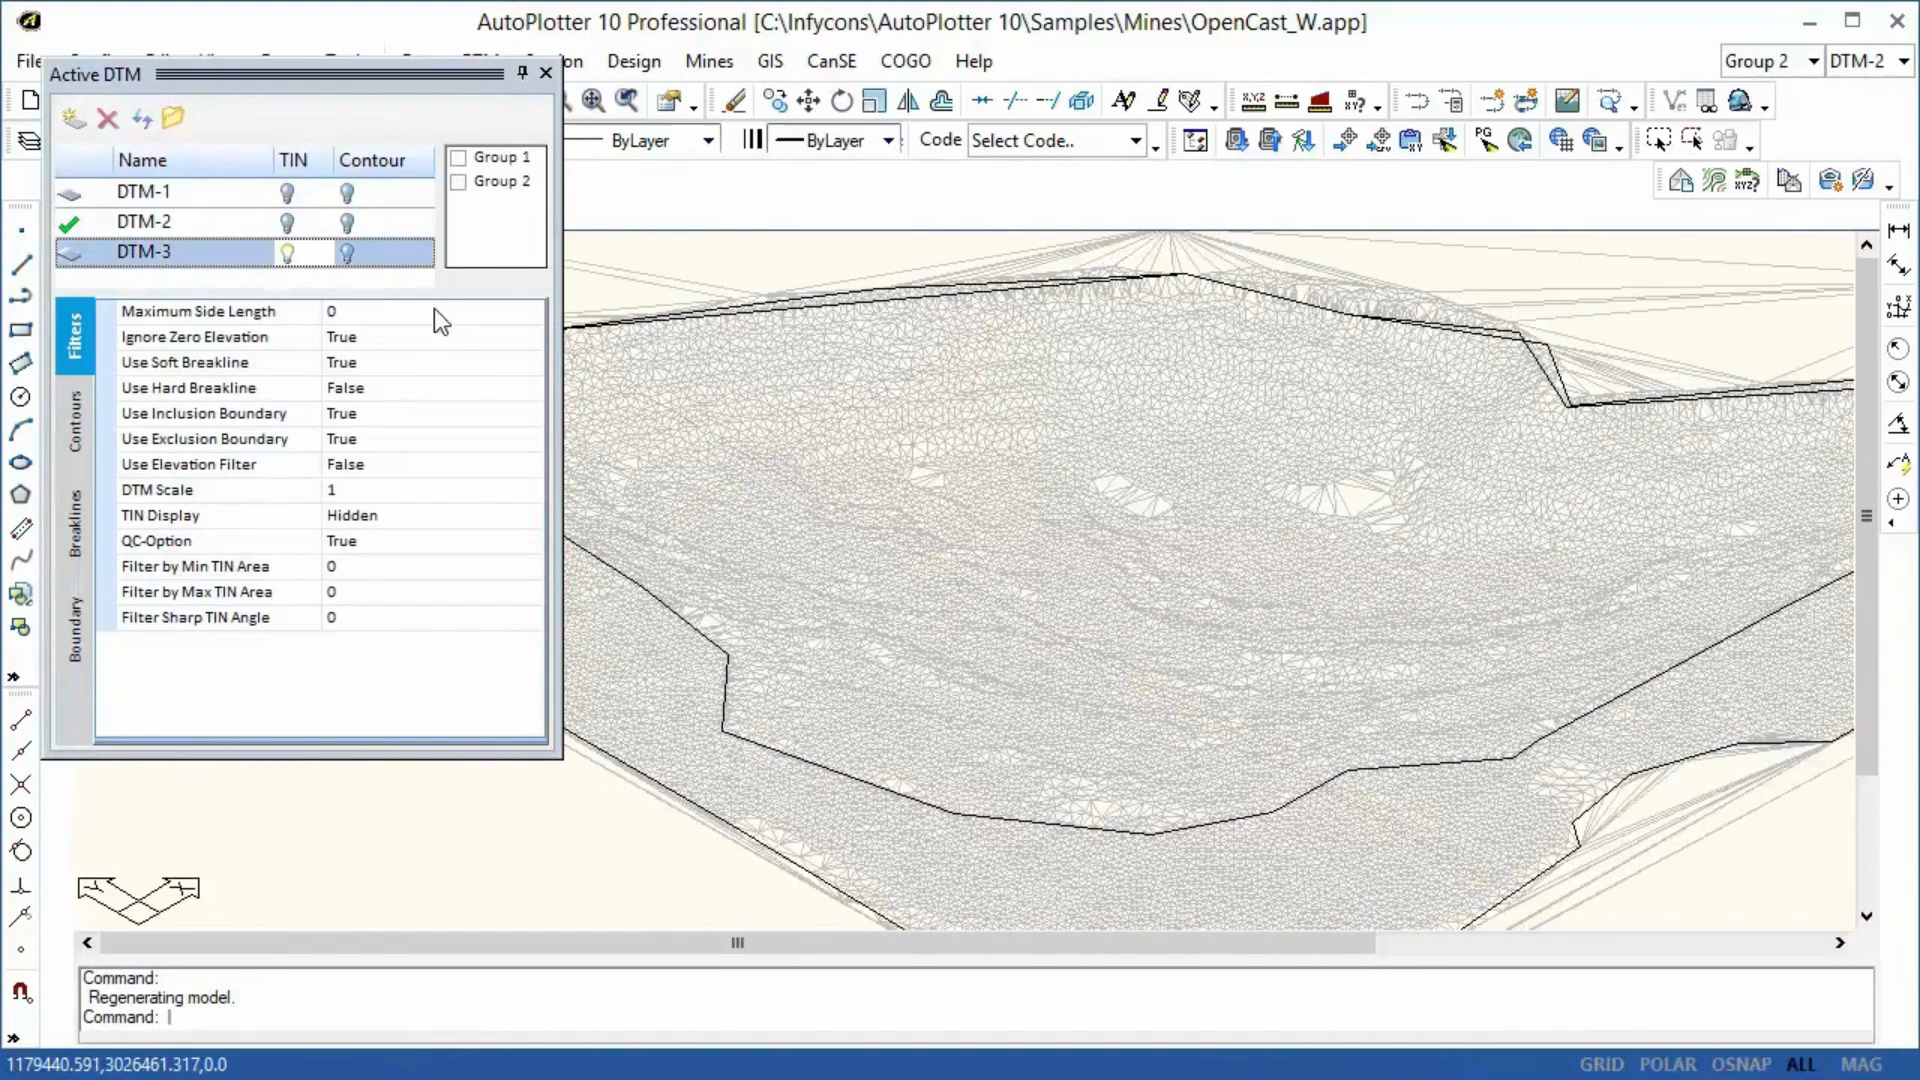 AutoPlotter 10 Professional [C:\Infycons\AutoPlotter 10\Samples\Mines\OpenCast_W.app]
Design Mines GIS CanSE COGO Help
Group 2 DTM-2
Active DTM
ByLayer ByLayer Code Select Code..
Name TIN Contour
DTM-1
DTM-2
DTM-3
Group 1
Group 2
Filters
Contours
Breaklines
Boundary
Maximum Side Length 0
Ignore Zero Elevation True
Use Soft Breakline True
Use Hard Breakline False
Use Inclusion Boundary True
Use Exclusion Boundary True
Use Elevation Filter False
DTM Scale 1
TIN Display Hidden
QC-Option True
Filter by Min TIN Area 0
Filter by Max TIN Area 0
Filter Sharp TIN Angle 0
Command:
Regenerating model.
Command:
1179440.591,3026461.317,0.0
GRID POLAR OSNAP ALL MAG